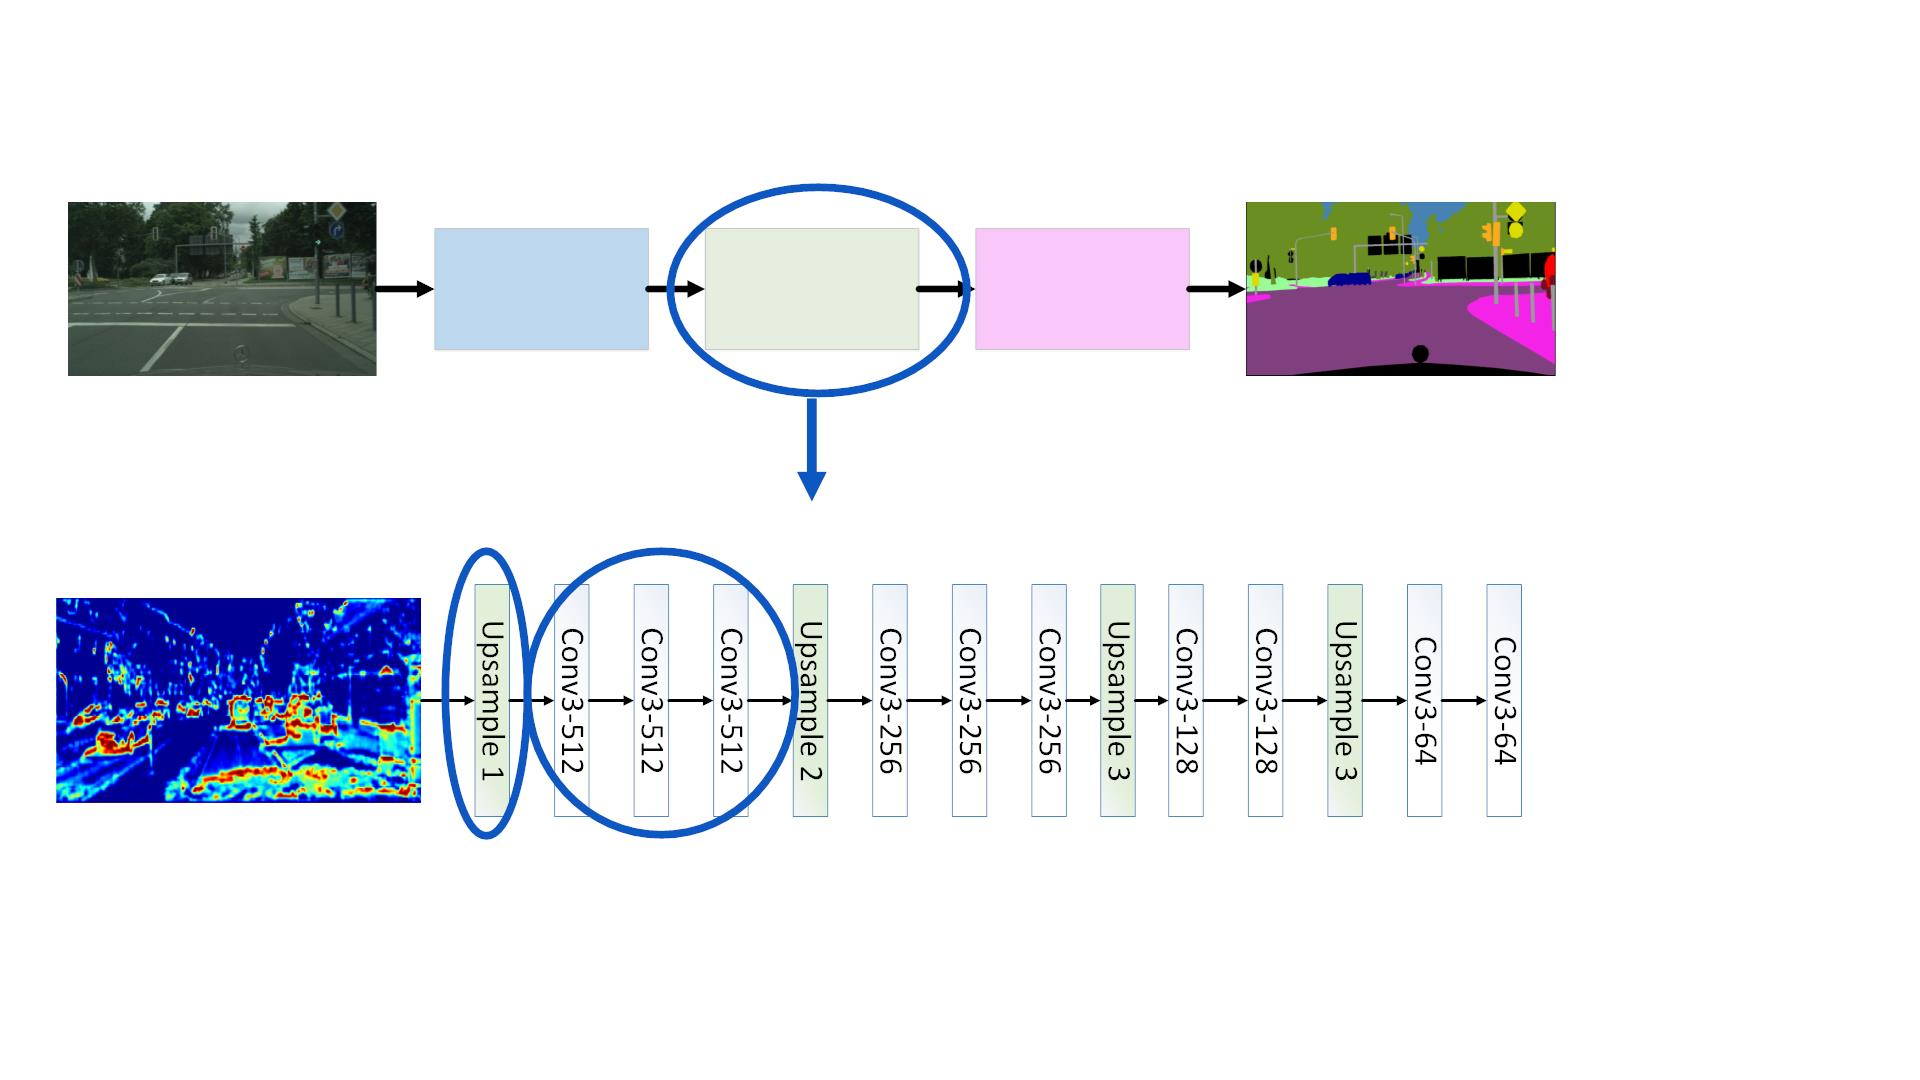 Upsample 1
Conv3-512
Conv3-512
Conv3-512
Upsample 2
Conv3-256
Conv3-256
Conv3-256
Upsample 3
Conv3-128
Conv3-128
Upsample 3
Conv3-64
Conv3-64